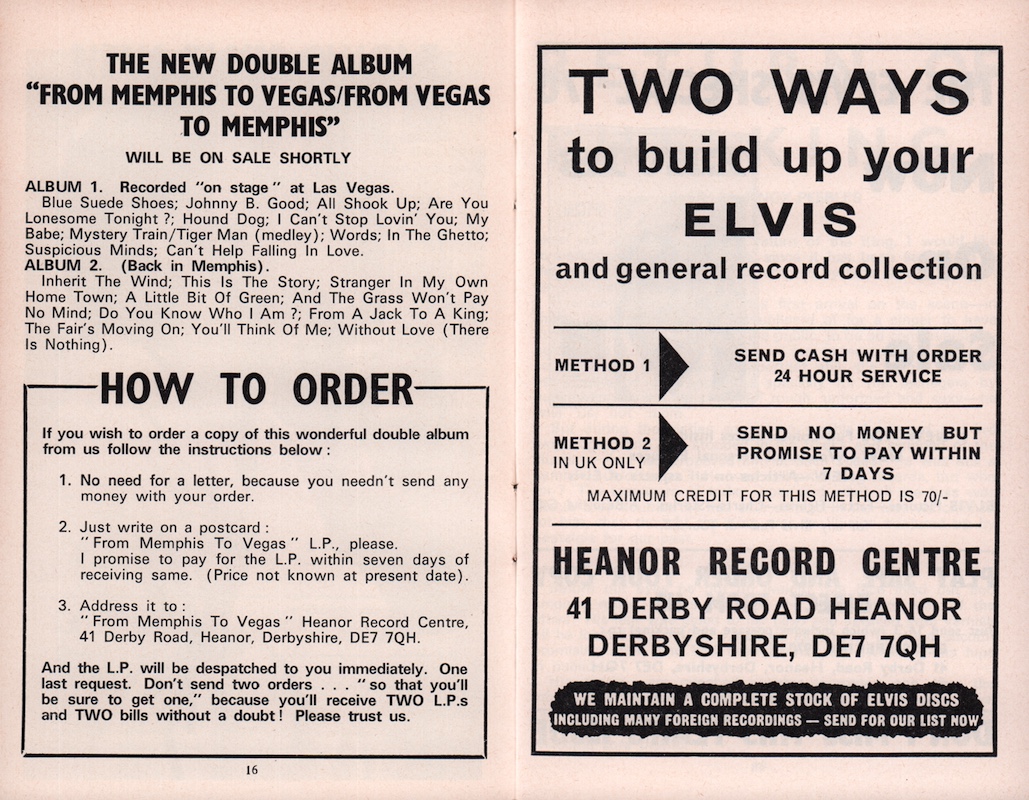 THE NEW DOUBLE ALBUM
“FROM MEMPHIS TO VEGAS/FROM VEGAS
TO MEMPHIS”
WILL BE ON SALE SHORTLY
ALBUM 1. Recorded "on stage" at Las Vegas.
Blue Suede Shoes; Johnny B. Good; All Shook Up; Are You
Lonesome Tonight ?; Hound Dog; I Can't Stop Lovin' You; My
Babe; Mystery Train/Tiger Man (medley); Words; In The Ghetto;
Suspicious Minds; Can't Help Falling In Love.
ALBUM 2. (Back in Memphis).
Inherit The Wind; This Is The Story; Stranger In My Own
Home Town; A Little Bit Of Green; And The Grass Won't Pay
No Mind; Do You Know Who I Am ?; From A Jack To A King;
The Fair's Moving On; You'll Think Of Me; Without Love (There
Is Nothing).
HOW TO ORDER
If you wish to order a copy of this wonderful double album
from us follow the instructions below :
1. No need for a letter, because you needn't send any
money with your order.
2. Just write on a postcard :
"From Memphis To Vegas" L.P., please.
I promise to pay for the L.P. within seven days of
receiving same. (Price not known at present date).
3. Address it to :
"From Memphis To Vegas" Heanor Record Centre,
41 Derby Road, Heanor, Derbyshire, DE7 7QH.
And the L.P. will be despatched to you immediately. One
last request. Don't send two orders . . . "so that you'll
be sure to get one," because you'll receive TWO L.P.s
and TWO bills without a doubt ! Please trust us.
16
TWO WAYS
to build up your
ELVIS
and general record collection
METHOD 1
SEND CASH WITH ORDER
24 HOUR SERVICE
METHOD 2
IN UK ONLY
SEND NO MONEY BUT
PROMISE TO PAY WITHIN
7 DAYS
MAXIMUM CREDIT FOR THIS METHOD IS 70/-
HEANOR RECORD CENTRE
41 DERBY ROAD HEANOR
DERBYSHIRE, DE7 7QH
WE MAINTAIN A COMPLETE STOCK OF ELVIS DISCS
INCLUDING MANY FOREIGN RECORDINGS — SEND FOR OUR LIST NOW